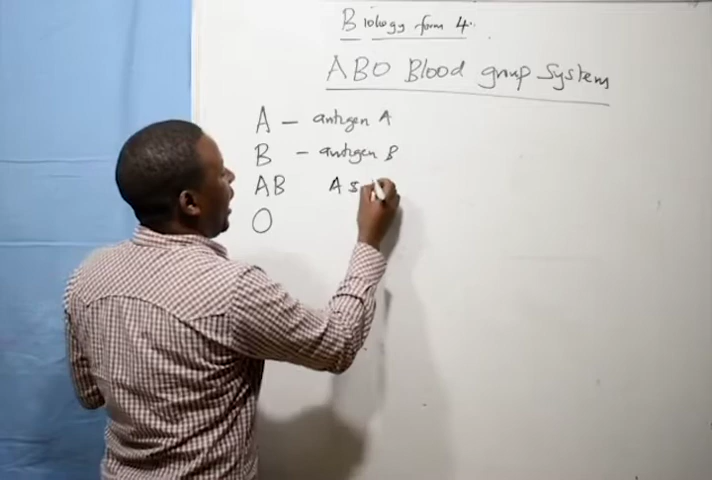 Biology form 4.
ABO Blood group System
A - antigen A
B - antigen B
AB A s
O